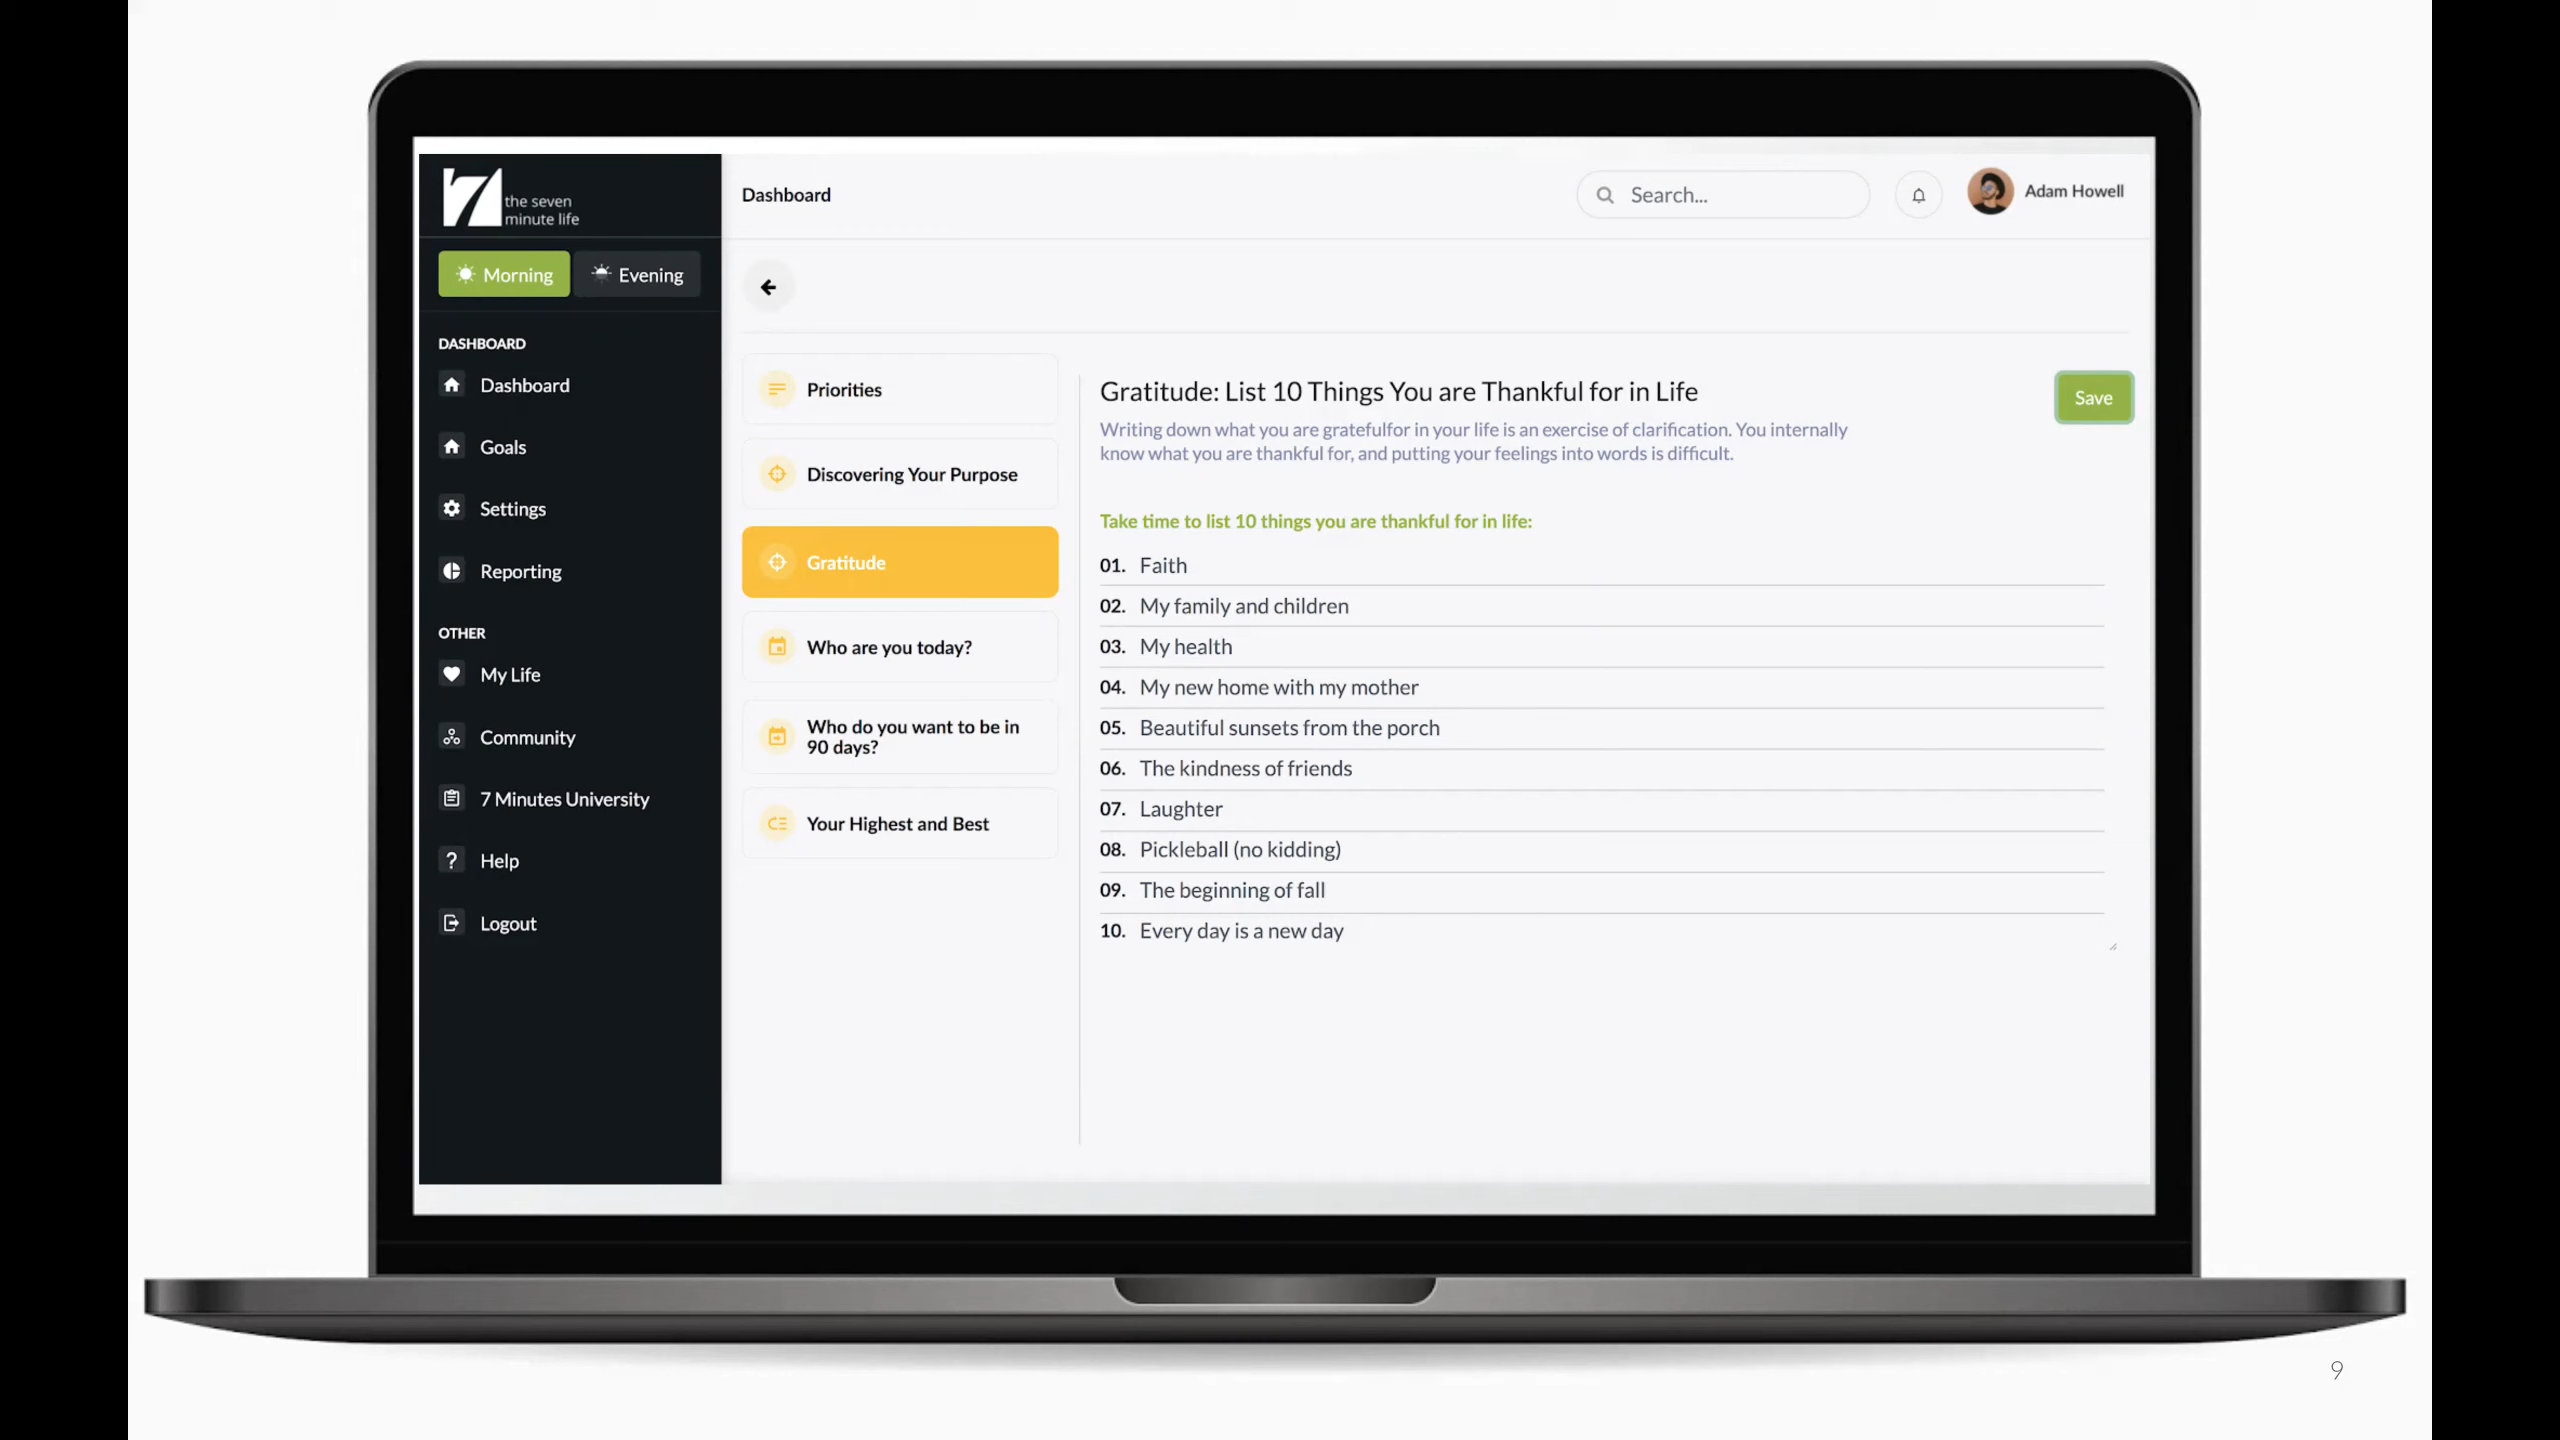 7
the seven
minute life
Morning
Evening
DASHBOARD
Dashboard
Goals
Settings
Reporting
OTHER
My Life
Community
7 Minutes University
Help
Logout
Dashboard
Search...
Adam Howell
Priorities
Discovering Your Purpose
Gratitude
Who are you today?
Who do you want to be in
90 days?
Your Highest and Best
Gratitude: List 10 Things You are Thankful for in Life
Save
Writing down what you are gratefulfor in your life is an exercise of clarification. You internally
know what you are thankful for, and putting your feelings into words is difficult.
Take time to list 10 things you are thankful for in life:
01. Faith
02. My family and children
03. My health
04. My new home with my mother
05. Beautiful sunsets from the porch
06. The kindness of friends
07. Laughter
08. Pickleball (no kidding)
09. The beginning of fall
10. Every day is a new day
9